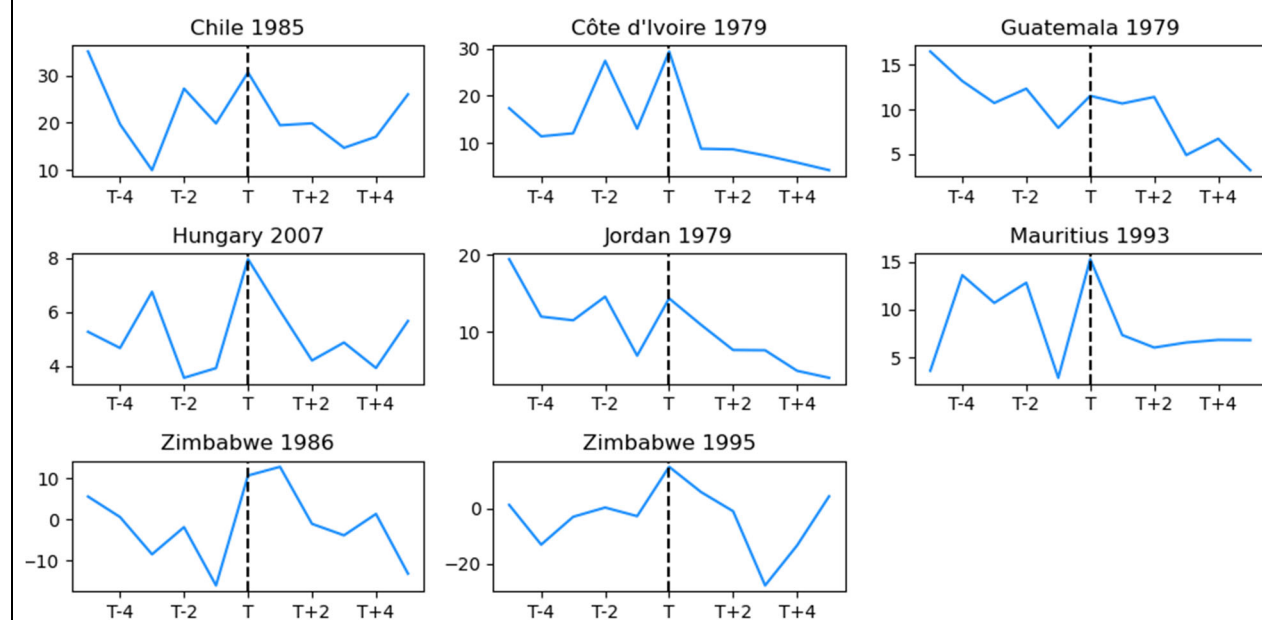 Chile 1985
30
20
10
T-4 T-2 T T+2 T+4
Côte d'Ivoire 1979
30
20
10
T-4 T-2 T T+2 T+4
Guatemala 1979
15
10
5
T-4 T-2 T T+2 T+4
Hungary 2007
8
6
4
T-4 T-2 T T+2 T+4
Jordan 1979
20
10
T-4 T-2 T T+2 T+4
Mauritius 1993
15
10
5
T-4 T-2 T T+2 T+4
Zimbabwe 1986
10
0
−10
T-4 T-2 T T+2 T+4
Zimbabwe 1995
0
−20
T-4 T-2 T T+2 T+4